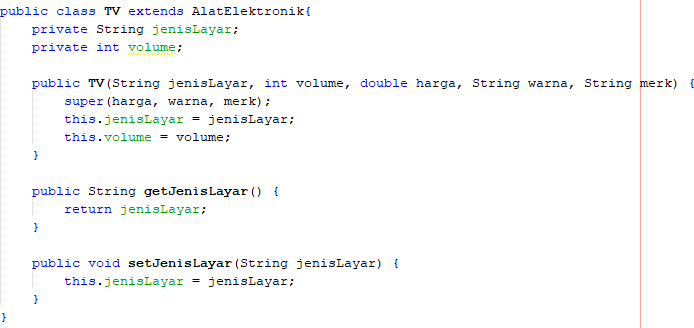 public class TV extends AlatElektronik{
    private String jenisLayar;
    private int volume;

    public TV(String jenisLayar, int volume, double harga, String warna, String merk) {
        super(harga, warna, merk);
        this.jenisLayar = jenisLayar;
        this.volume = volume;
    }

    public String getJenisLayar() {
        return jenisLayar;
    }

    public void setJenisLayar(String jenisLayar) {
        this.jenisLayar = jenisLayar;
    }
}